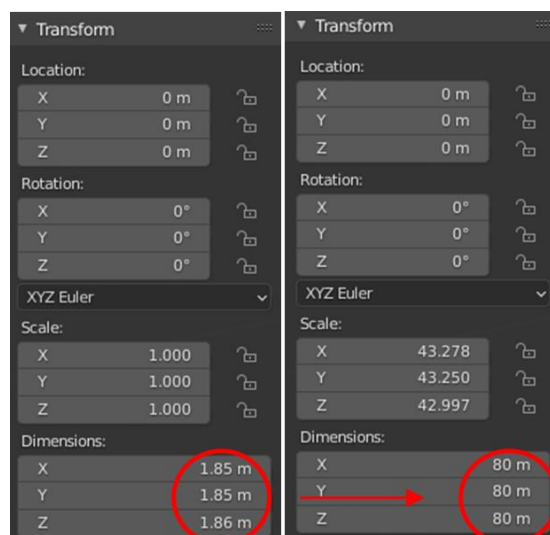 Transform
Location:
X 0 m
Y 0 m
Z 0 m
Rotation:
X 0°
Y 0°
Z 0°
XYZ Euler
Scale:
X 1.000
Y 1.000
Z 1.000
Dimensions:
X 1.85 m
Y 1.85 m
Z 1.86 m
Transform
Location:
X 0 m
Y 0 m
Z 0 m
Rotation:
X 0°
Y 0°
Z 0°
XYZ Euler
Scale:
X 43.278
Y 43.250
Z 42.997
Dimensions:
X 80 m
Y 80 m
Z 80 m